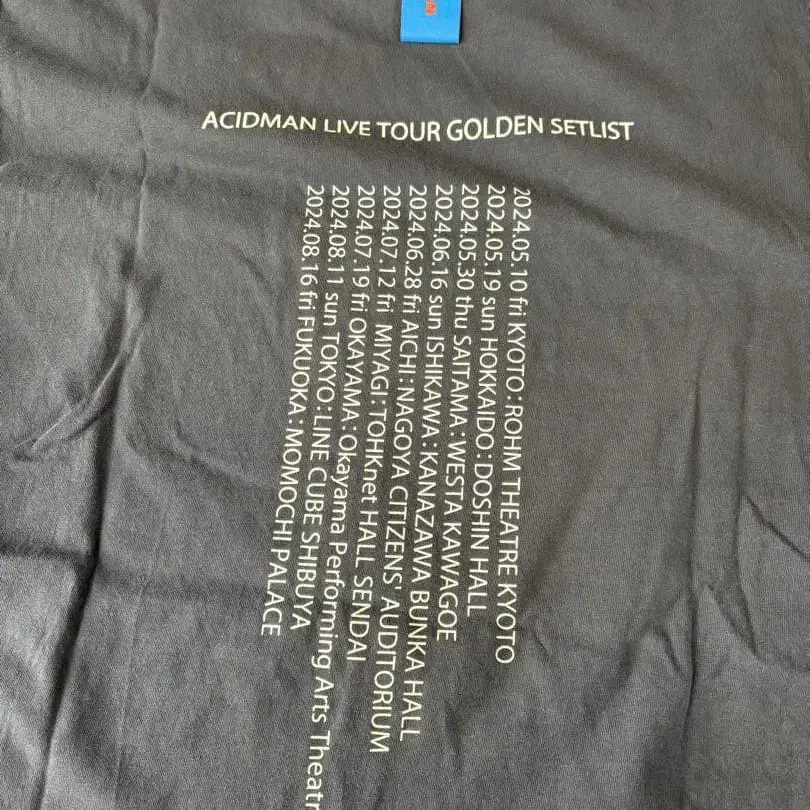 ACIDMAN LIVE TOUR GOLDEN SETLIST
2024.05.10 fri KYOTO : ROHM THEATRE KYOTO
2024.05.19 sun HOKKAIDO : DOSHIN HALL
2024.05.30 thu SAITAMA : WESTA KAWAGOE
2024.06.16 sun ISHIKAWA : KANAZAWA BUNKA HALL
2024.06.28 fri AICHI : NAGOYA CITIZENS' AUDITORIUM
2024.07.12 fri MIYAGI : TOHKnet HALL SENDAI
2024.07.19 fri OKAYAMA : Okayama Performing Arts Theatr
2024.08.11 sun TOKYO : LINE CUBE SHIBUYA
2024.08.16 fri FUKUOKA : MOMOCHI PALACE